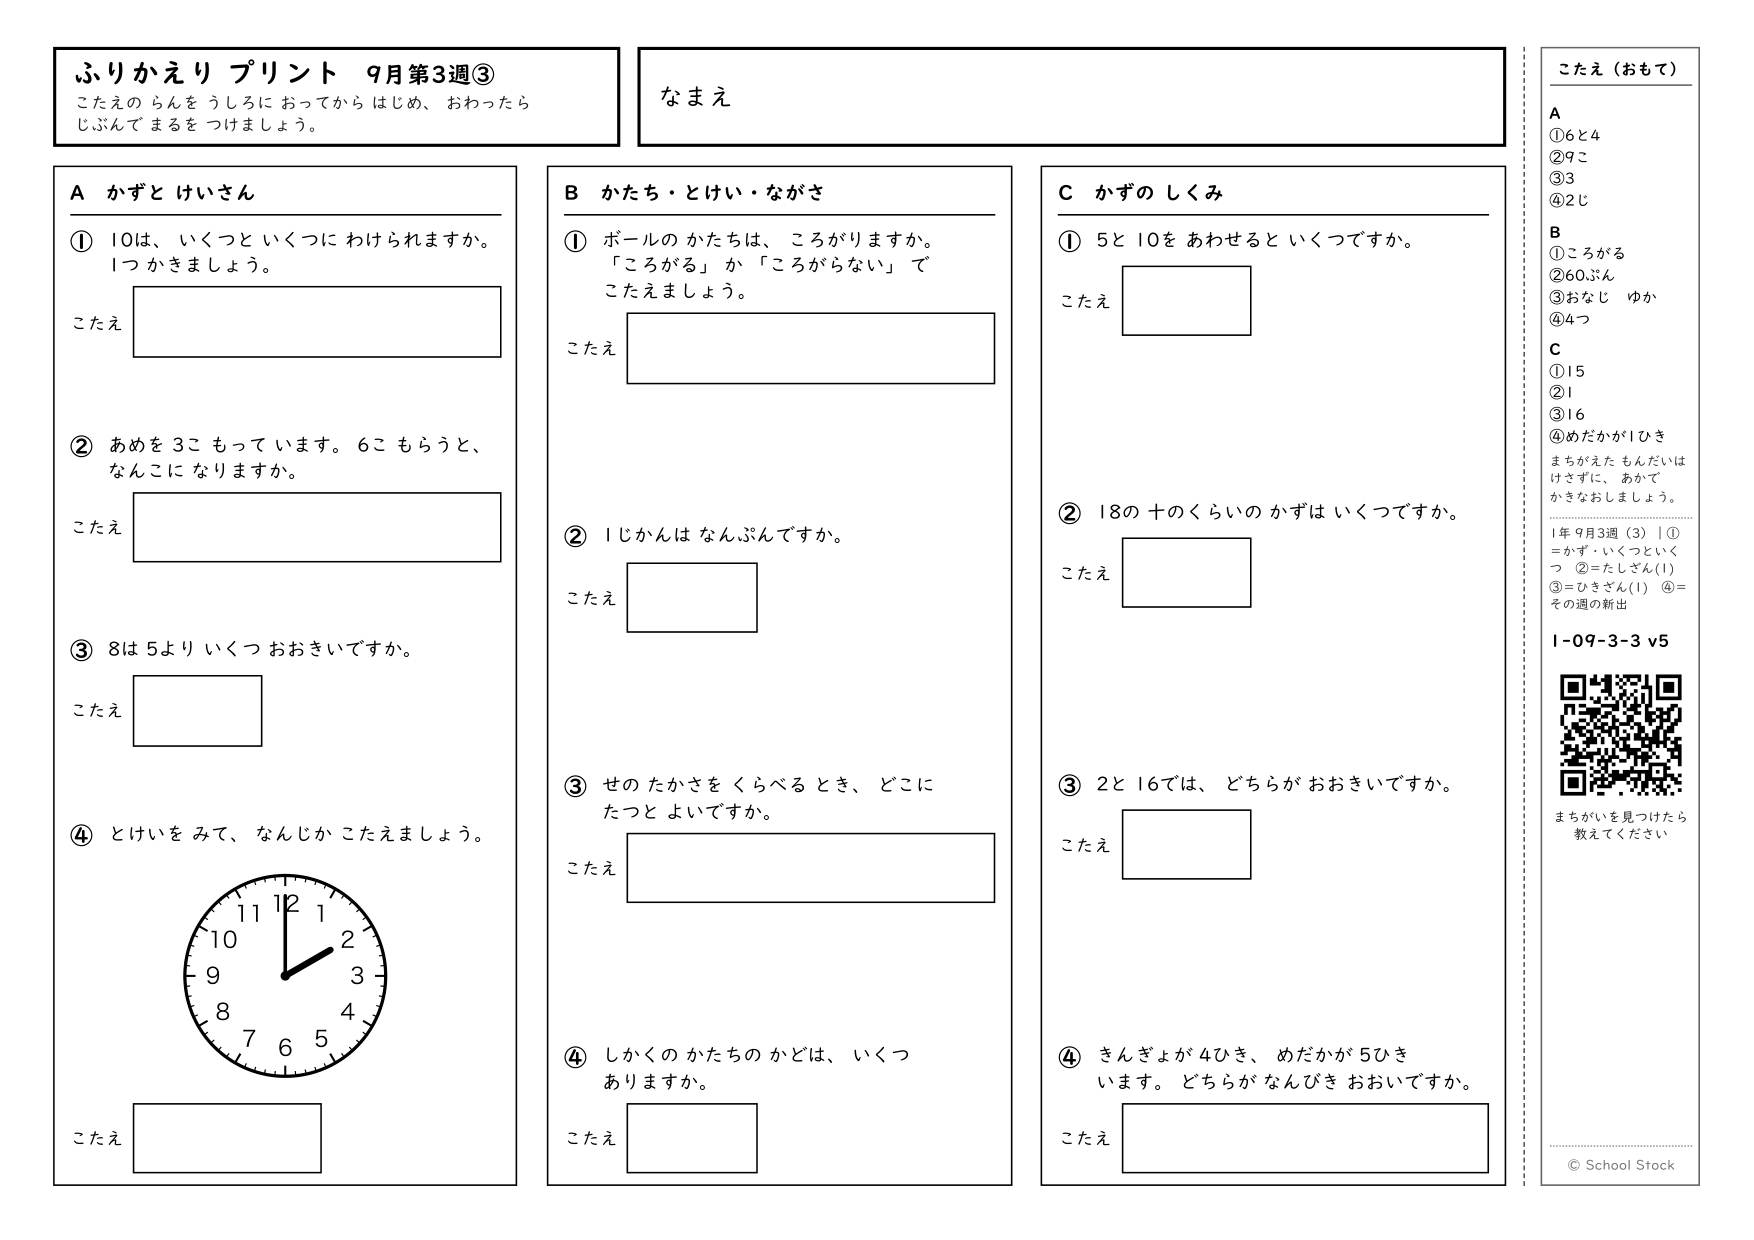 ふりかえり プリント　9月第3週③
こたえの らんを うしろに おってから はじめ、 おわったら
じぶんで まるを つけましょう。
なまえ
A　かずと けいさん
① 10は、 いくつと いくつに わけられますか。
1つ かきましょう。
こたえ
② あめを 3こ もって います。 6こ もらうと、
なんこに なりますか。
こたえ
③ 8は 5より いくつ おおきいですか。
こたえ
④ とけいを みて、 なんじか こたえましょう。
12
11 1
10 2
9 3
8 4
7 5
6
こたえ
B　かたち・とけい・ながさ
① ボールの かたちは、 ころがりますか。
「ころがる」 か 「ころがらない」 で
こたえましょう。
こたえ
② 1じかんは なんぷんですか。
こたえ
③ せの たかさを くらべる とき、 どこに
たつと よいですか。
こたえ
④ しかくの かたちの かどは、 いくつ
ありますか。
こたえ
C　かずの しくみ
① 5と 10を あわせると いくつですか。
こたえ
② 18の 十のくらいの かずは いくつですか。
こたえ
③ 2と 16では、 どちらが おおきいですか。
こたえ
④ きんぎょが 4ひき、 めだかが 5ひき
います。 どちらが なんびき おおいですか。
こたえ
こたえ（おもて）
A
①6と4
②9こ
③3
④2じ
B
①ころがる
②60ぷん
③おなじ　ゆか
④4つ
C
①15
②1
③16
④めだかが1ひき
まちがえた もんだいは
けさずに、 あかで
かきなおしましょう。
1年 9月3週（3）｜①
＝かず・いくつといく
つ　②＝たしざん(1)
③＝ひきざん(1)　④＝
その週の新出
1-09-3-3 v5
まちがいを見つけたら
教えてください
© School Stock